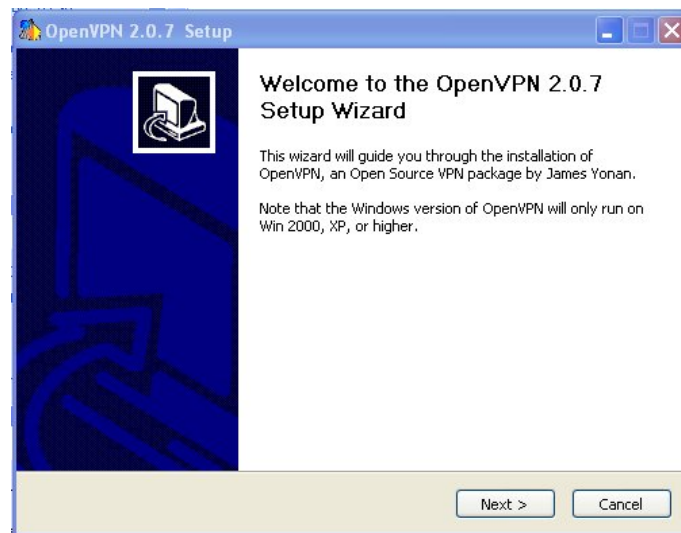 OpenVPN 2.0.7 Setup
Welcome to the OpenVPN 2.0.7
Setup Wizard
This wizard will guide you through the installation of
OpenVPN, an Open Source VPN package by James Yonan.
Note that the Windows version of OpenVPN will only run on
Win 2000, XP, or higher.
Next >
Cancel